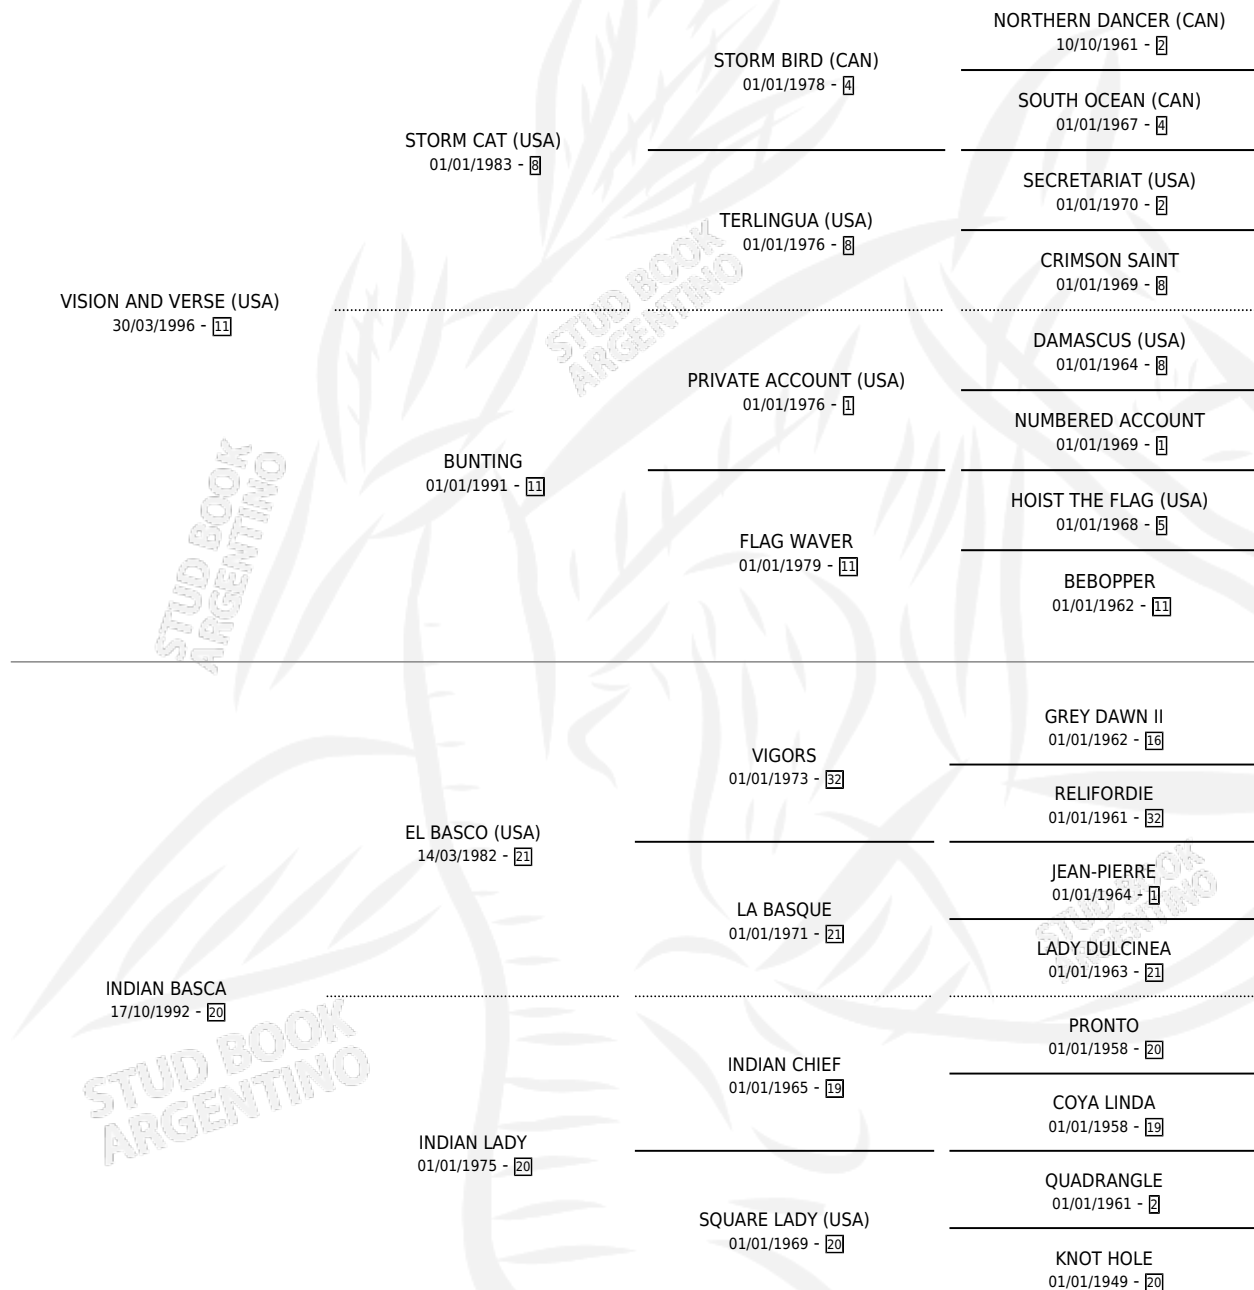 NORTHERN DANCER (CAN)
10/10/1961 - 2
STORM BIRD (CAN)
01/01/1978 - 4
SOUTH OCEAN (CAN)
01/01/1967 - 4
STORM CAT (USA)
01/01/1983 - 8
SECRETARIAT (USA)
01/01/1970 - 2
TERLINGUA (USA)
01/01/1976 - 8
CRIMSON SAINT
01/01/1969 - 8
VISION AND VERSE (USA)
30/03/1996 - 11
DAMASCUS (USA)
01/01/1964 - 8
PRIVATE ACCOUNT (USA)
01/01/1976 - 1
NUMBERED ACCOUNT
01/01/1969 - 1
BUNTING
01/01/1991 - 11
HOIST THE FLAG (USA)
01/01/1968 - 5
FLAG WAVER
01/01/1979 - 11
BEBOPPER
01/01/1962 - 11
GREY DAWN II
01/01/1962 - 16
VIGORS
01/01/1973 - 32
RELIFORDIE
01/01/1961 - 32
EL BASCO (USA)
14/03/1982 - 21
JEAN-PIERRE
01/01/1964 - 1
LA BASQUE
01/01/1971 - 21
LADY DULCINEA
01/01/1963 - 21
INDIAN BASCA
17/10/1992 - 20
PRONTO
01/01/1958 - 20
INDIAN CHIEF
01/01/1965 - 19
COYA LINDA
01/01/1958 - 19
INDIAN LADY
01/01/1975 - 20
QUADRANGLE
01/01/1961 - 2
SQUARE LADY (USA)
01/01/1969 - 20
KNOT HOLE
01/01/1949 - 20
STUD BOOK
ARGENTINO
STUD BOOK
ARGENTINO
STUD BOOK
ARGENTINO
STUD BOOK
ARGENTINO